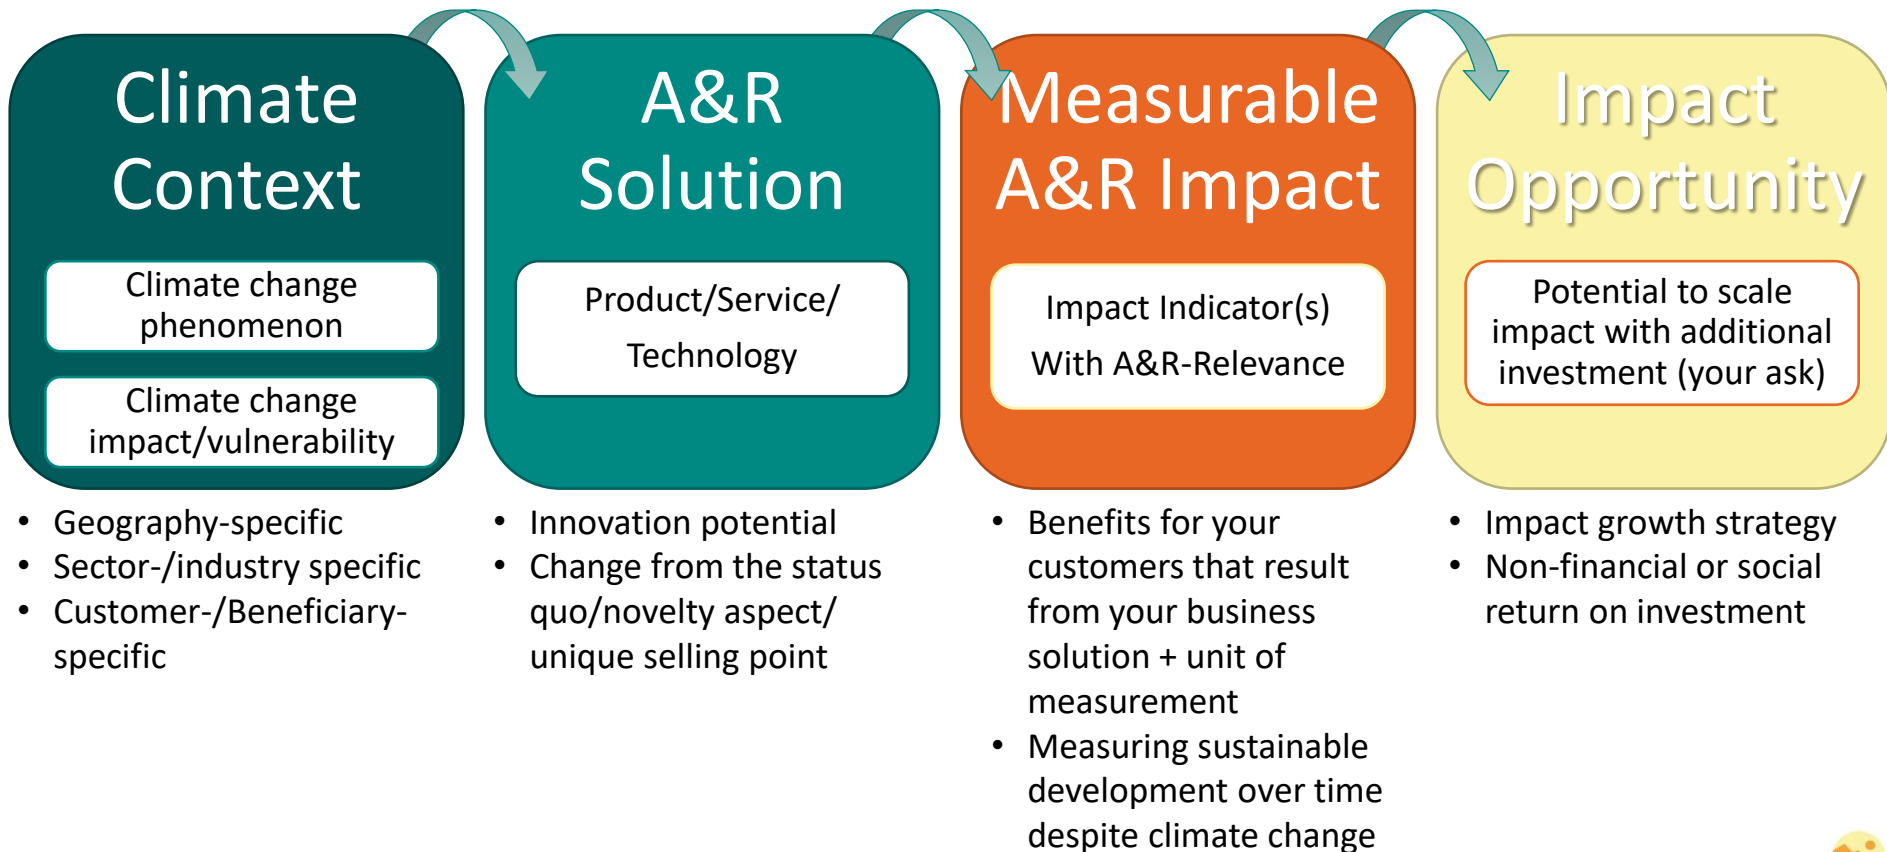 Climate
Context
Climate change
phenomenon
Climate change
impact/vulnerability
• Geography-specific
• Sector-/industry specific
• Customer-/Beneficiary-
specific
A&R
Solution
Product/Service/
Technology
• Innovation potential
• Change from the status
quo/novelty aspect/
unique selling point
Measurable
A&R Impact
Impact Indicator(s)
With A&R-Relevance
• Benefits for your
customers that result
from your business
solution + unit of
measurement
• Measuring sustainable
development over time
despite climate change
Impact
Opportunity
Potential to scale
impact with additional
investment (your ask)
• Impact growth strategy
• Non-financial or social
return on investment